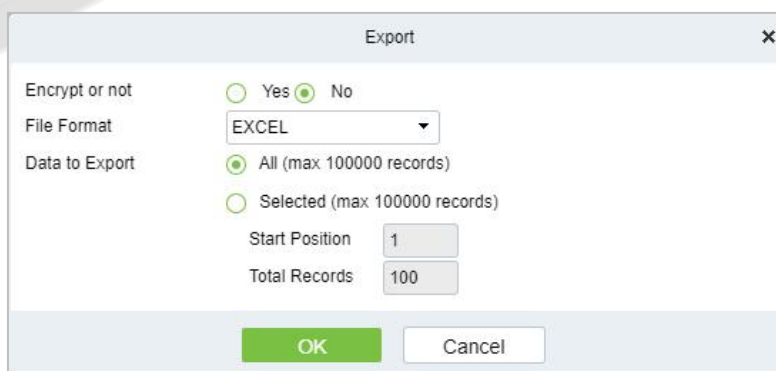 Export
Encrypt or not Yes No
File Format EXCEL
Data to Export All (max 100000 records)
Selected (max 100000 records)
Start Position 1
Total Records 100
OK Cancel